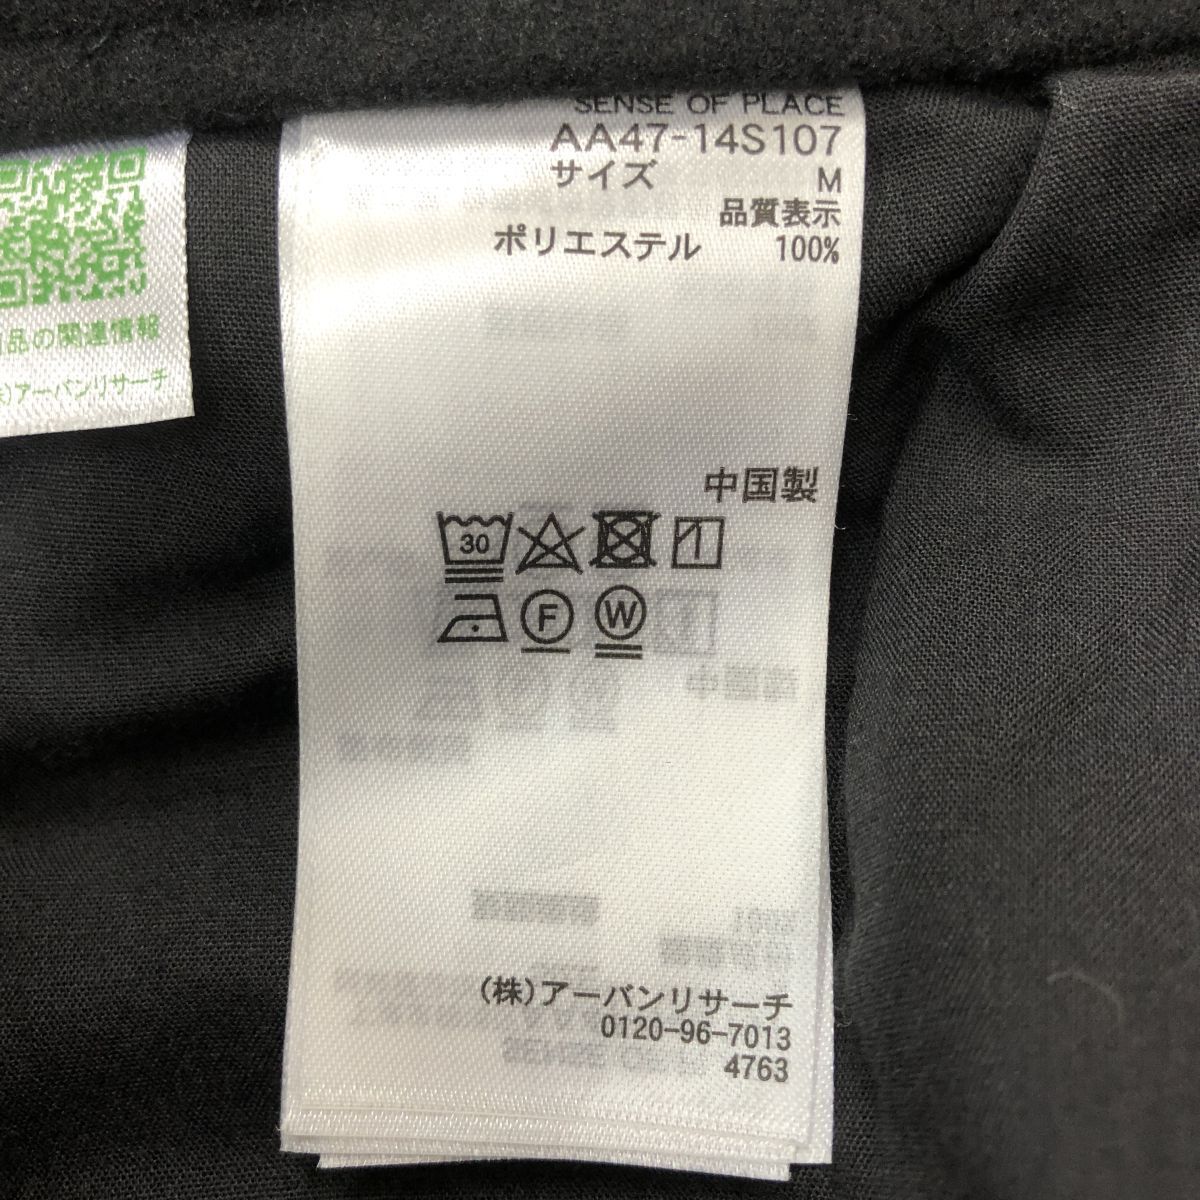 SENSE OF PLACE
AA47-14S107
サイズ M
品質表示
ポリエステル 100%
中国製
30
F W
(株)アーバンリサーチ
0120-96-7013
4763
品の関連情報
株)アーバンリサーチ